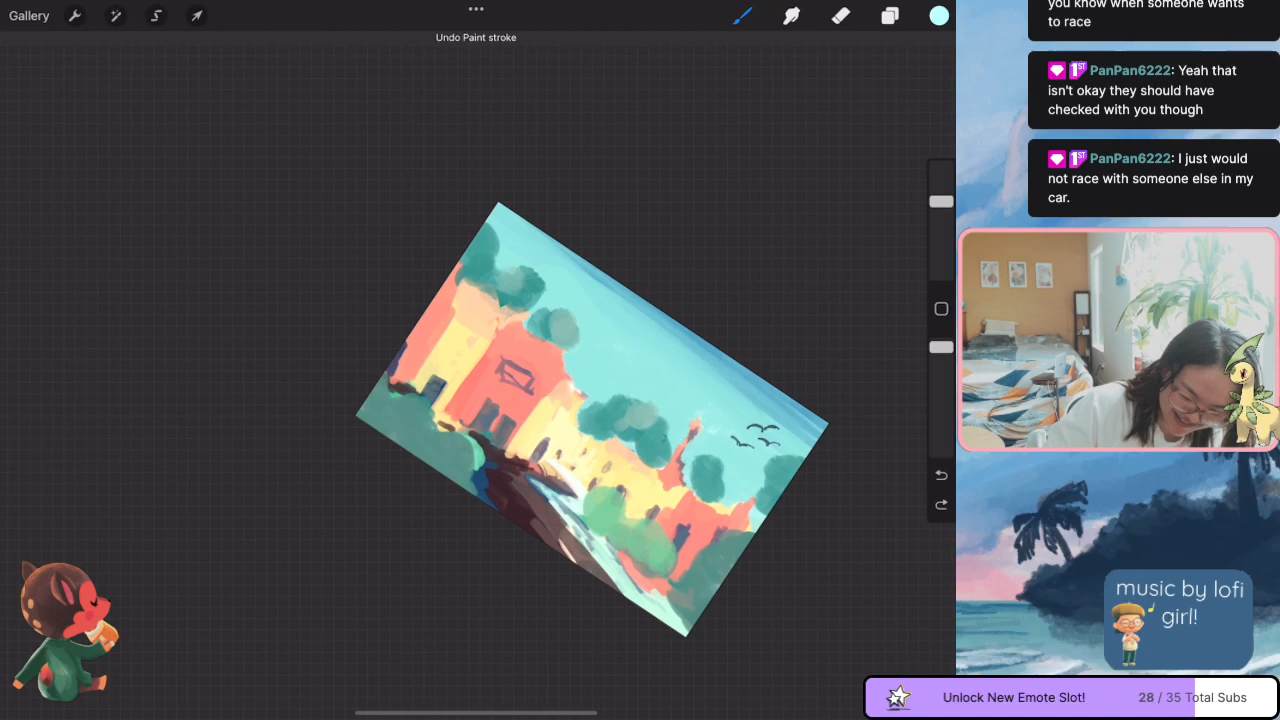 Gallery
Undo Paint stroke
you know when someone wants
to race
1ST PanPan6222: Yeah that
isn't okay they should have
checked with you though
1ST PanPan6222: I just would
not race with someone else in my
car.
music by lofi
girl!
Unlock New Emote Slot! 28 / 35 Total Subs